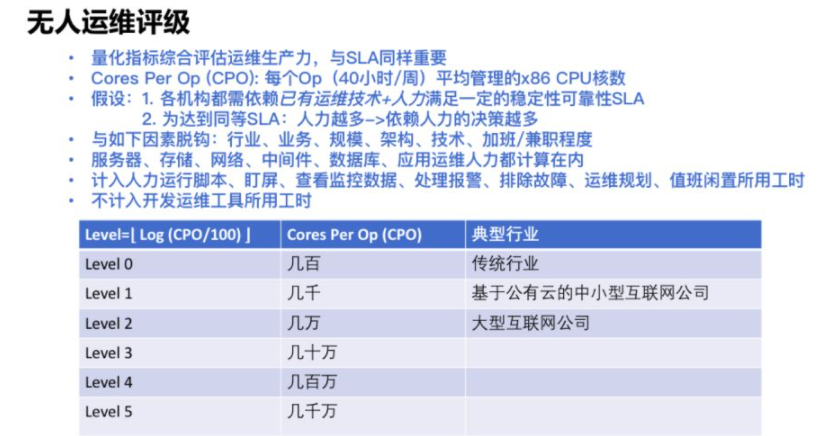 无人运维评级
• 量化指标综合评估运维生产力，与SLA同样重要
• Cores Per Op (CPO): 每个Op（40小时/周）平均管理的x86 CPU核数
• 假设：1. 各机构都需依赖已有运维技术+人力满足一定的稳定性可靠性SLA
2. 为达到同等SLA：人力越多–>依赖人力的决策越多
• 与如下因素脱钩：行业、业务、规模、架构、技术、加班/兼职程度
• 服务器、存储、网络、中间件、数据库、应用运维人力都计算在内
• 计入人力运行脚本、盯屏、查看监控数据、处理报警、排除故障、运维规划、值班闲置所用工时
• 不计入开发运维工具所用工时
Level=⌊ Log (CPO/100) ⌋ Cores Per Op (CPO) 典型行业
Level 0 几百 传统行业
Level 1 几千 基于公有云的中小型互联网公司
Level 2 几万 大型互联网公司
Level 3 几十万
Level 4 几百万
Level 5 几千万